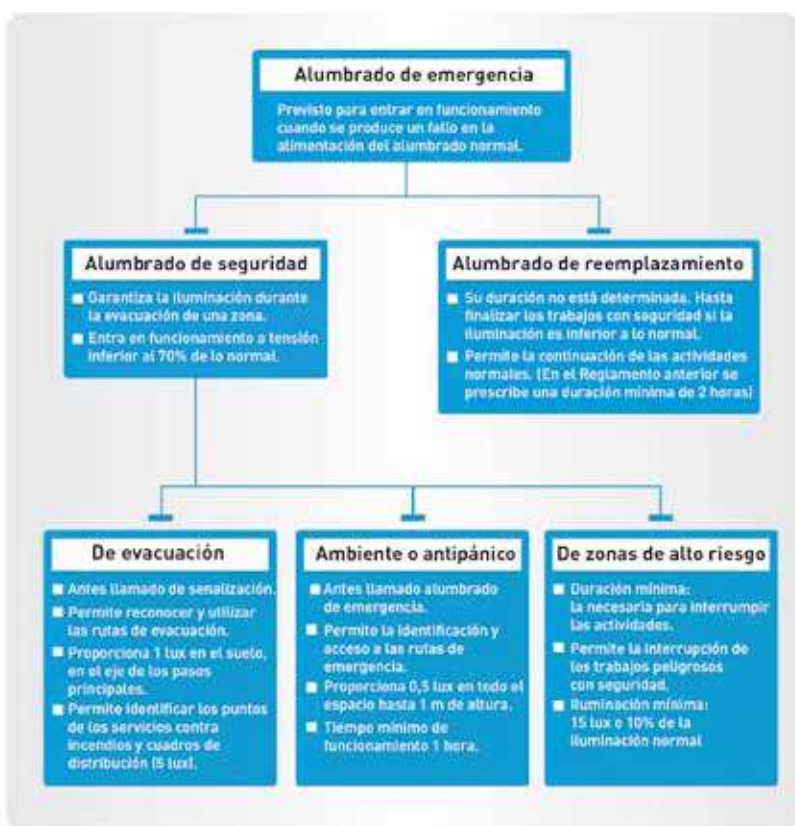 Alumbrado de emergencia
Previsto para entrar en funcionamiento
cuando se produce un fallo en la
alimentación del alumbrado normal.
Alumbrado de seguridad
Garantiza la iluminación durante
la evacuación de una zona.
Entra en funcionamiento a tensión
inferior al 70% de lo normal.
Alumbrado de reemplazamiento
Su duración no está determinada. Hasta
finalizar los trabajos con seguridad si la
iluminación es inferior a lo normal.
Permite la continuación de las actividades
normales. (En el Reglamento anterior se
prescribe una duración mínima de 2 horas)
De evacuación
Antes llamado de senalización.
Permite reconocer y utilizar
las rutas de evacuación.
Proporciona 1 lux en el suelo,
en el eje de los pasos
principales.
Permite identificar los puntos
de los servicios contra
incendios y cuadros de
distribución (5 lux).
Ambiente o antipánico
Antes llamado alumbrado
de emergencia.
Permite la identificación y
acceso a las rutas de
emergencia.
Proporciona 0,5 lux en todo el
espacio hasta 1 m de altura.
Tiempo mínimo de
funcionamiento 1 hora.
De zonas de alto riesgo
Duración mínima:
la necesaria para interrumpir
las actividades.
Permite la interrupción de
los trabajos peligrosos
con seguridad.
Iluminación mínima:
15 lux o 10% de la
iluminación normal